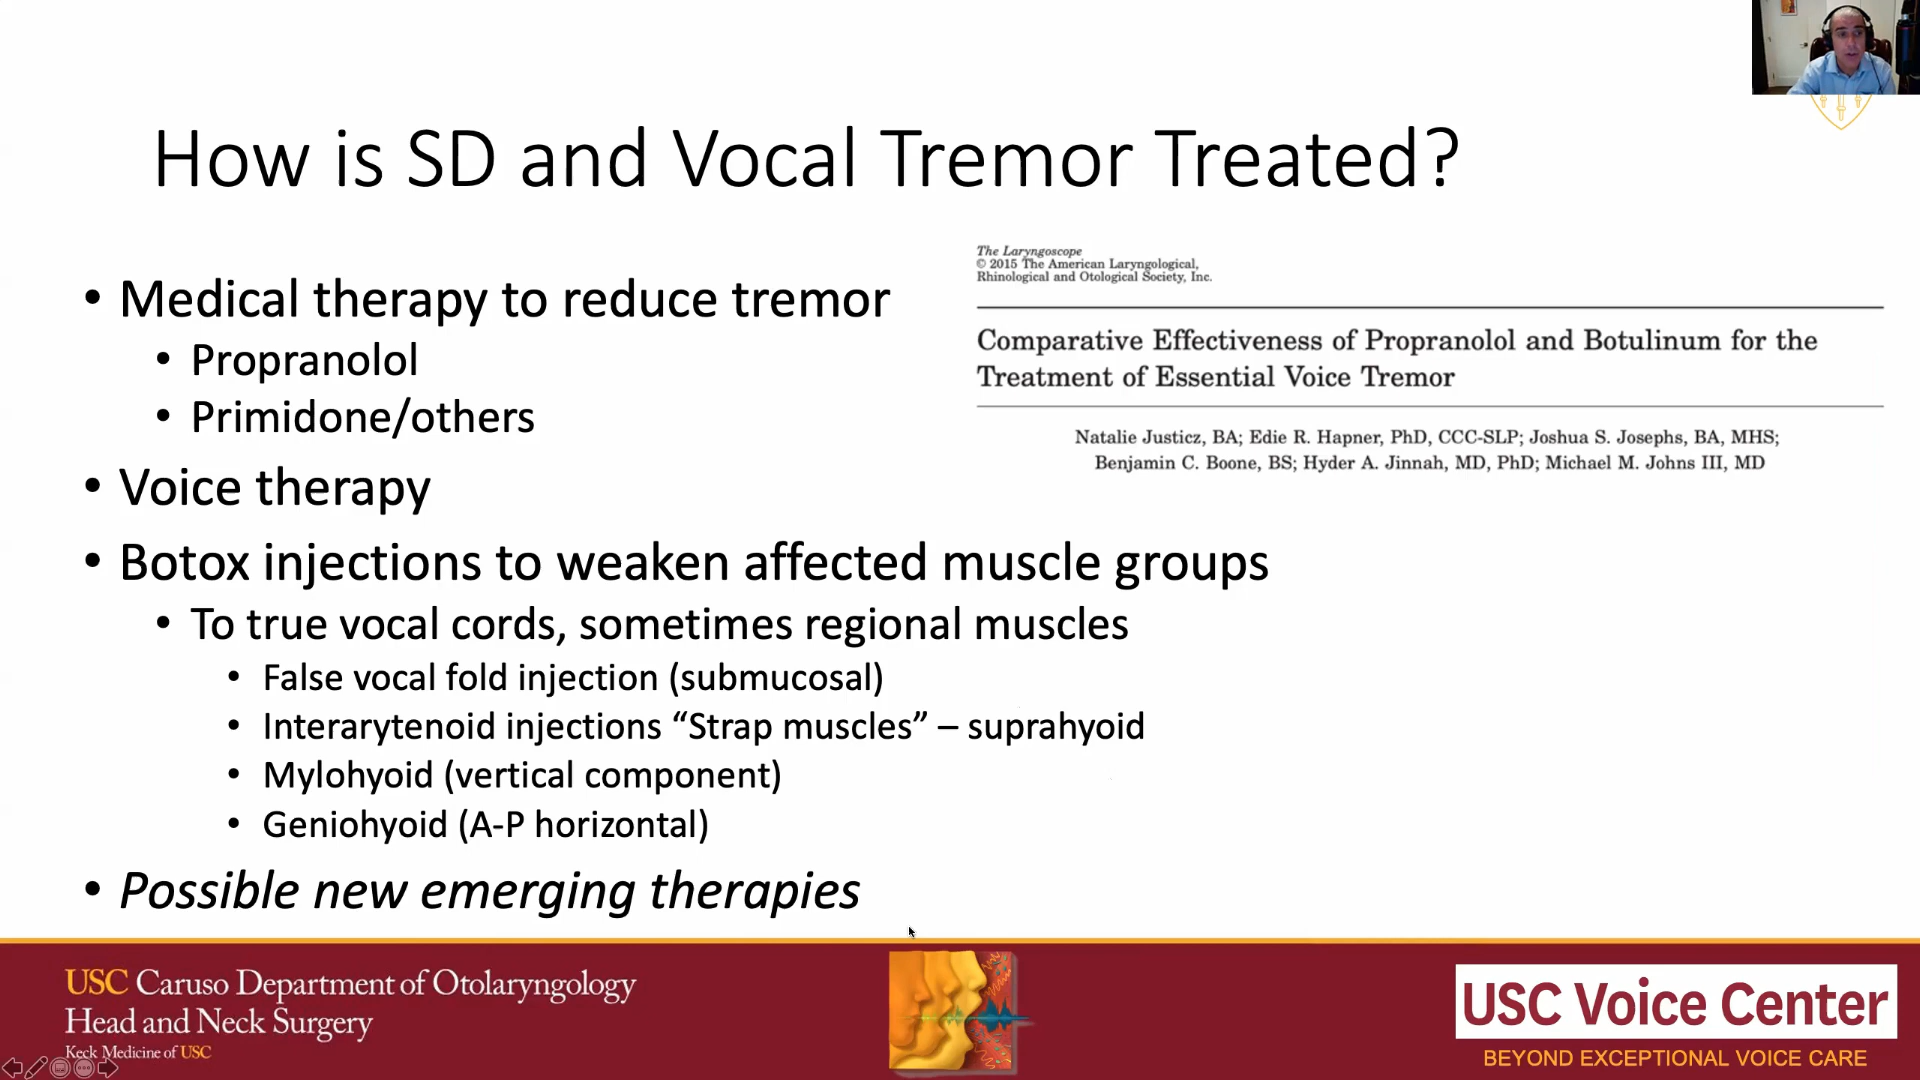 How is SD and Vocal Tremor Treated?
• Medical therapy to reduce tremor
• Propranolol
• Primidone/others
• Voice therapy
• Botox injections to weaken affected muscle groups
• To true vocal cords, sometimes regional muscles
• False vocal fold injection (submucosal)
• Interarytenoid injections “Strap muscles” – suprahyoid
• Mylohyoid (vertical component)
• Geniohyoid (A-P horizontal)
• Possible new emerging therapies
The Laryngoscope
© 2015 The American Laryngological,
Rhinological and Otological Society, Inc.
Comparative Effectiveness of Propranolol and Botulinum for the
Treatment of Essential Voice Tremor
Natalie Justicz, BA; Edie R. Hapner, PhD, CCC-SLP; Joshua S. Josephs, BA, MHS;
Benjamin C. Boone, BS; Hyder A. Jinnah, MD, PhD; Michael M. Johns III, MD
USC Caruso Department of Otolaryngology
Head and Neck Surgery
Keck Medicine of USC
USC Voice Center
BEYOND EXCEPTIONAL VOICE CARE